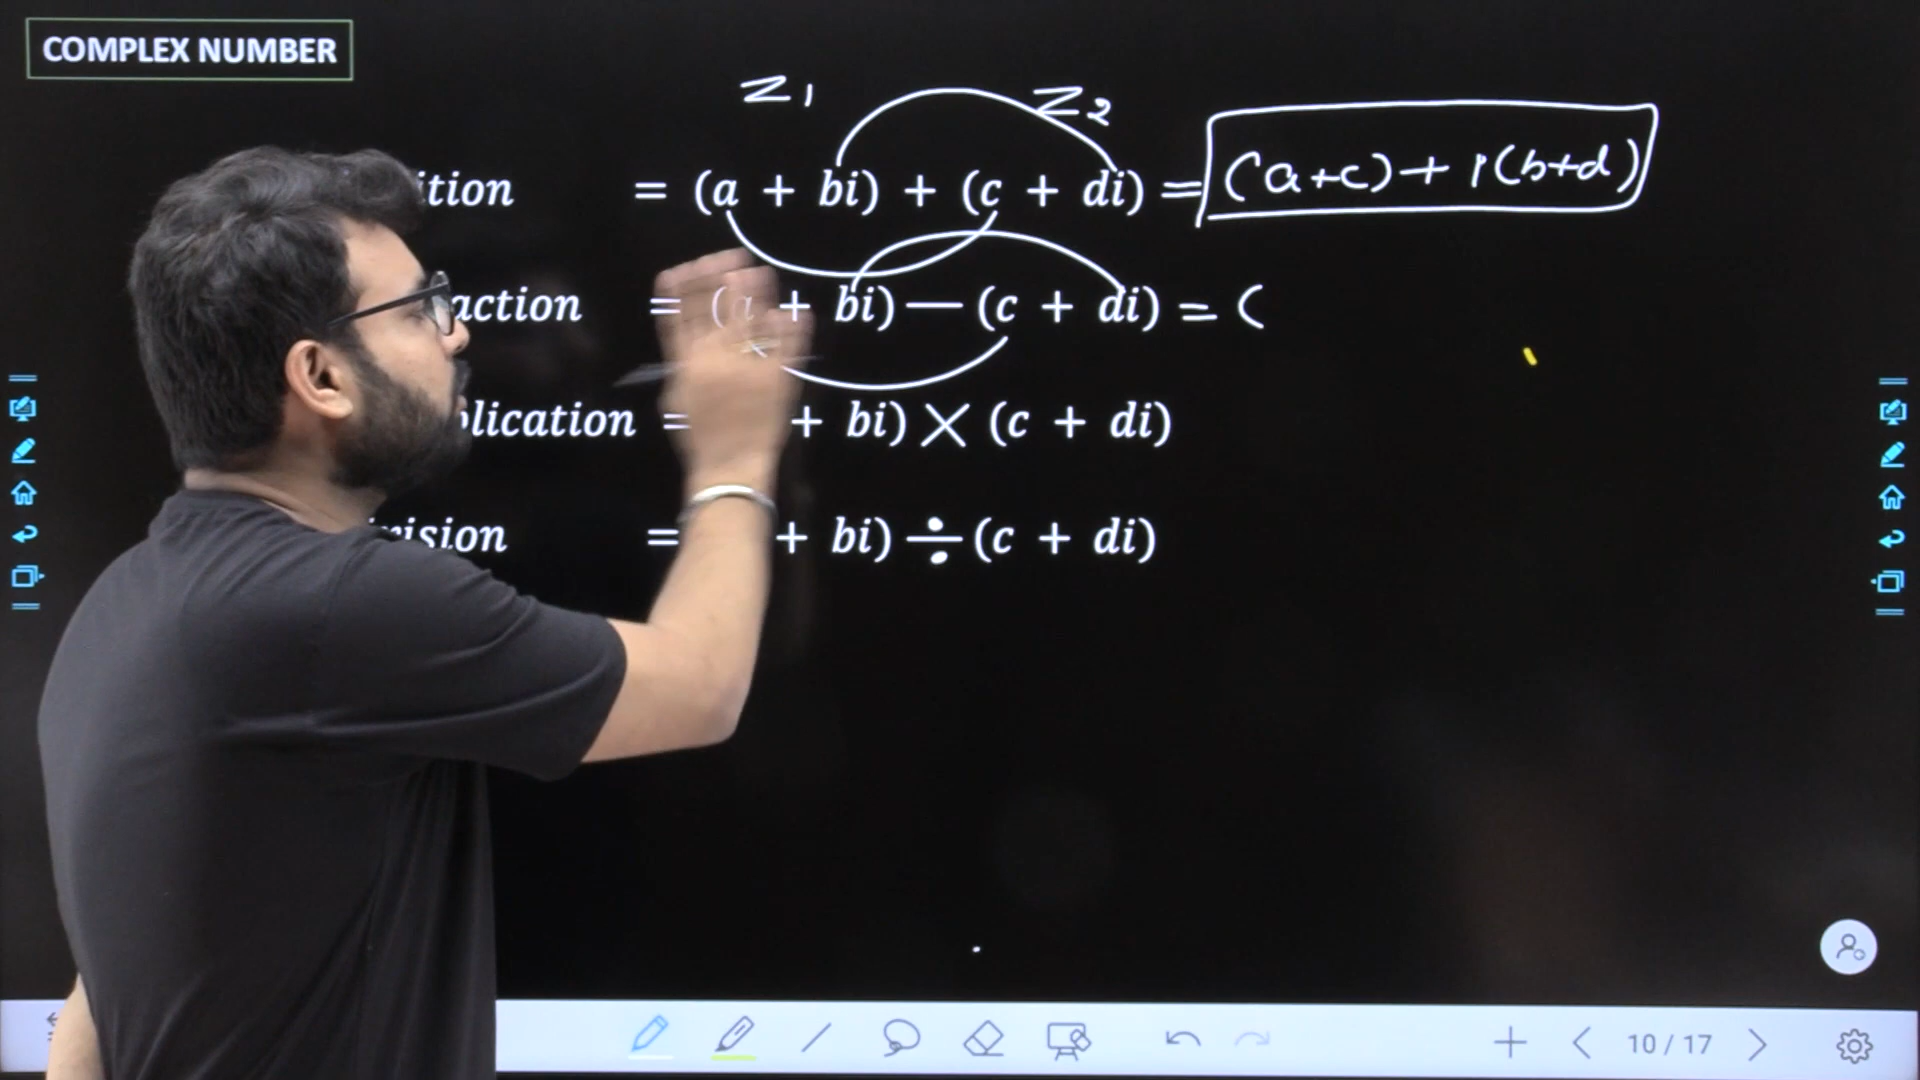 COMPLEX NUMBER
Z1 Z2
ition = (a + bi) + (c + di) = (a+c) + i(b+d)
action = (a + bi) — (c + di) = (
lication = + bi) × (c + di)
ision = + bi) ÷ (c + di)
10 / 17